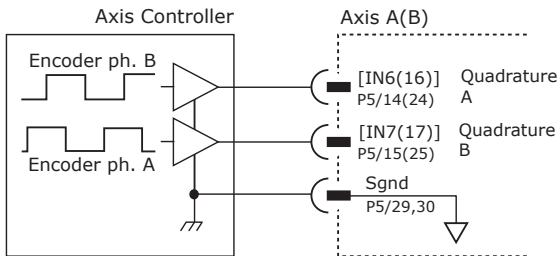 Axis Controller
Axis A(B)
Encoder ph. B
[IN6(16)] Quadrature
P5/14(24) A
[IN7(17)] Quadrature
P5/15(25) B
Encoder ph. A
Sgnd
P5/29,30